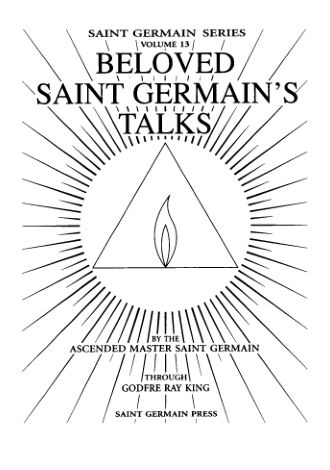 SAINT GERMAIN SERIES
VOLUME 13
BELOVED
SAINT GERMAIN'S
TALKS
BY THE
ASCENDED MASTER SAINT GERMAIN
THROUGH
GODFRE RAY KING
SAINT GERMAIN PRESS